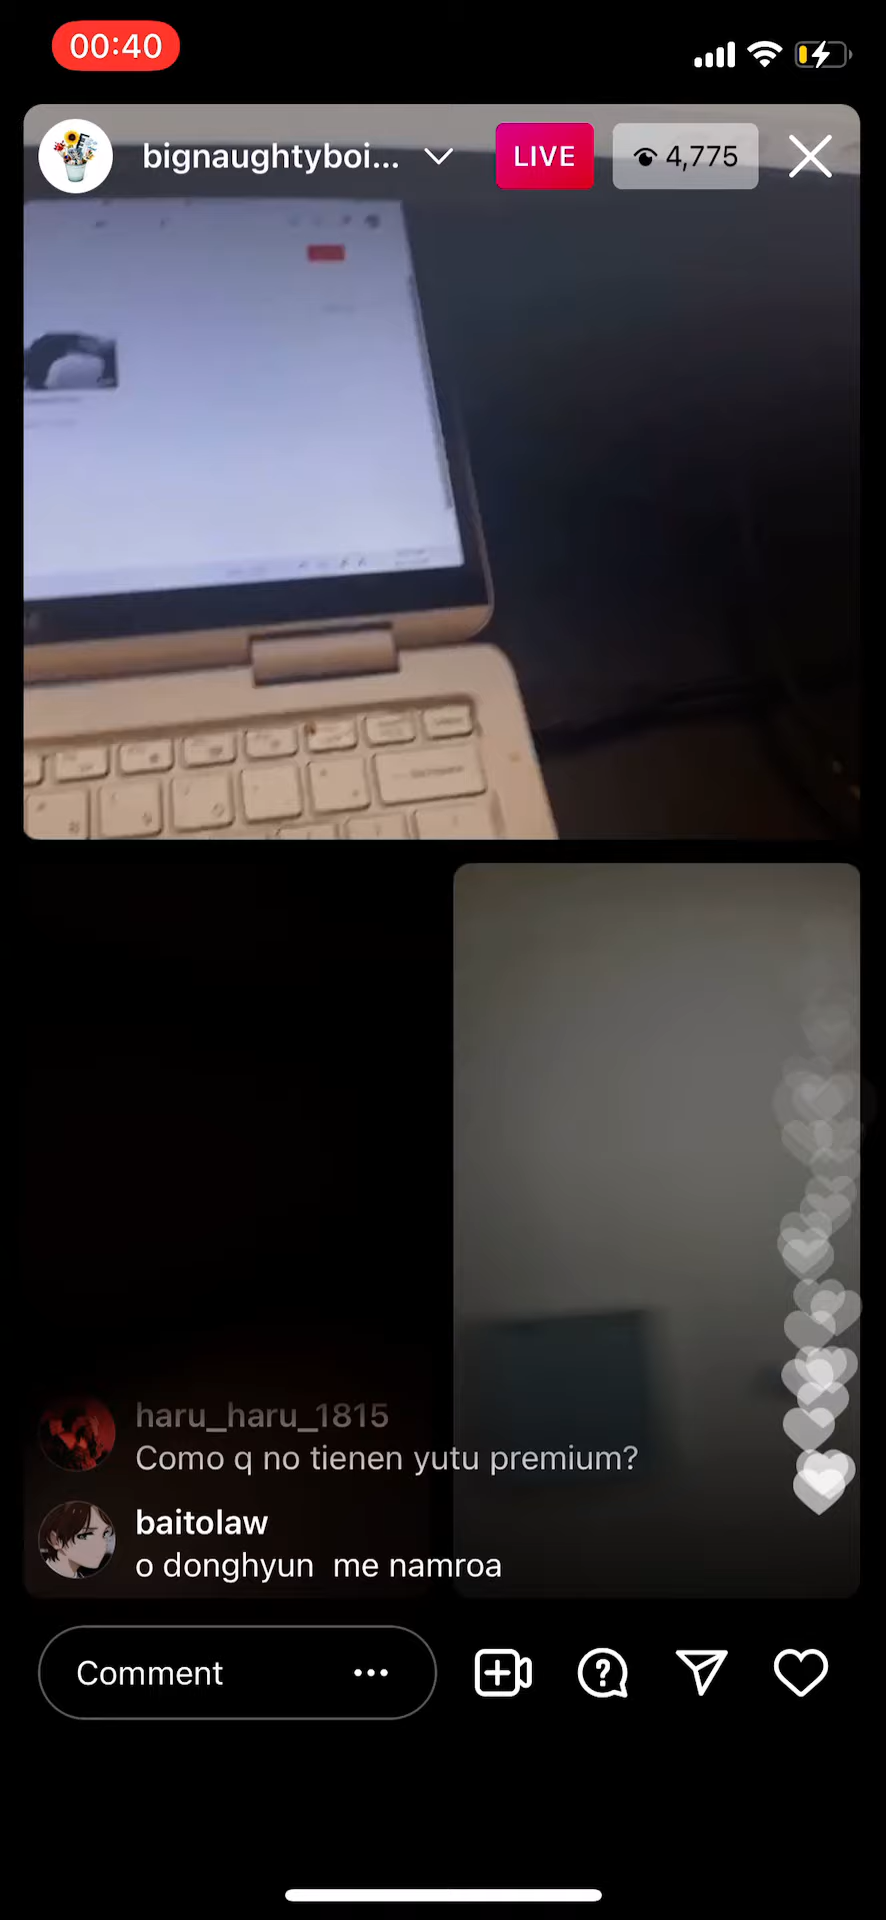 00:40
bignaughtyboi...
LIVE
4,775
haru_haru_1815
Como q no tienen yutu premium?
baitolaw
o donghyun me namroa
Comment